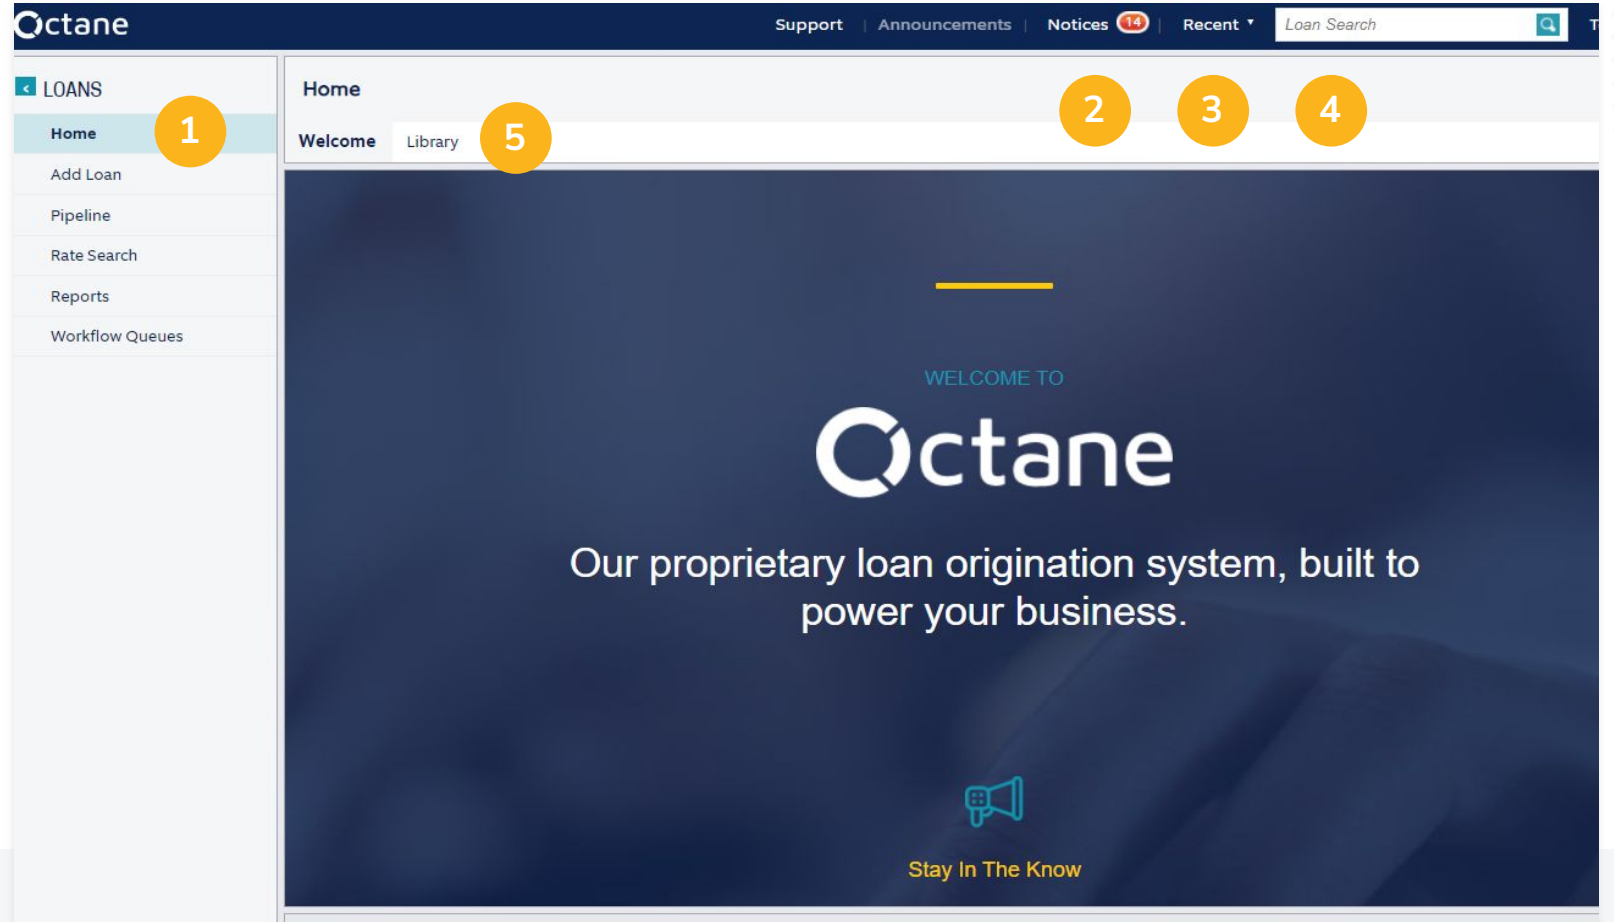 Octane
Support | Announcements | Notices 14 | Recent Loan Search
LOANS
Home
Add Loan
Pipeline
Rate Search
Reports
Workflow Queues
1
Home
Welcome Library
5
2 3 4
WELCOME TO
Octane
Our proprietary loan origination system, built to
power your business.
Stay In The Know